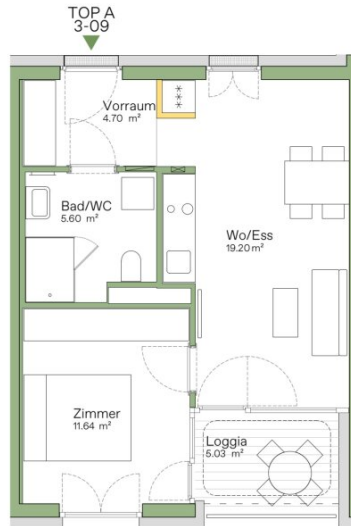 TOP A
3-09
Vorraum
4.70 m²
Bad/WC
5.60 m²
Wo/Ess
19.20 m²
Zimmer
11.64 m²
Loggia
5.03 m²